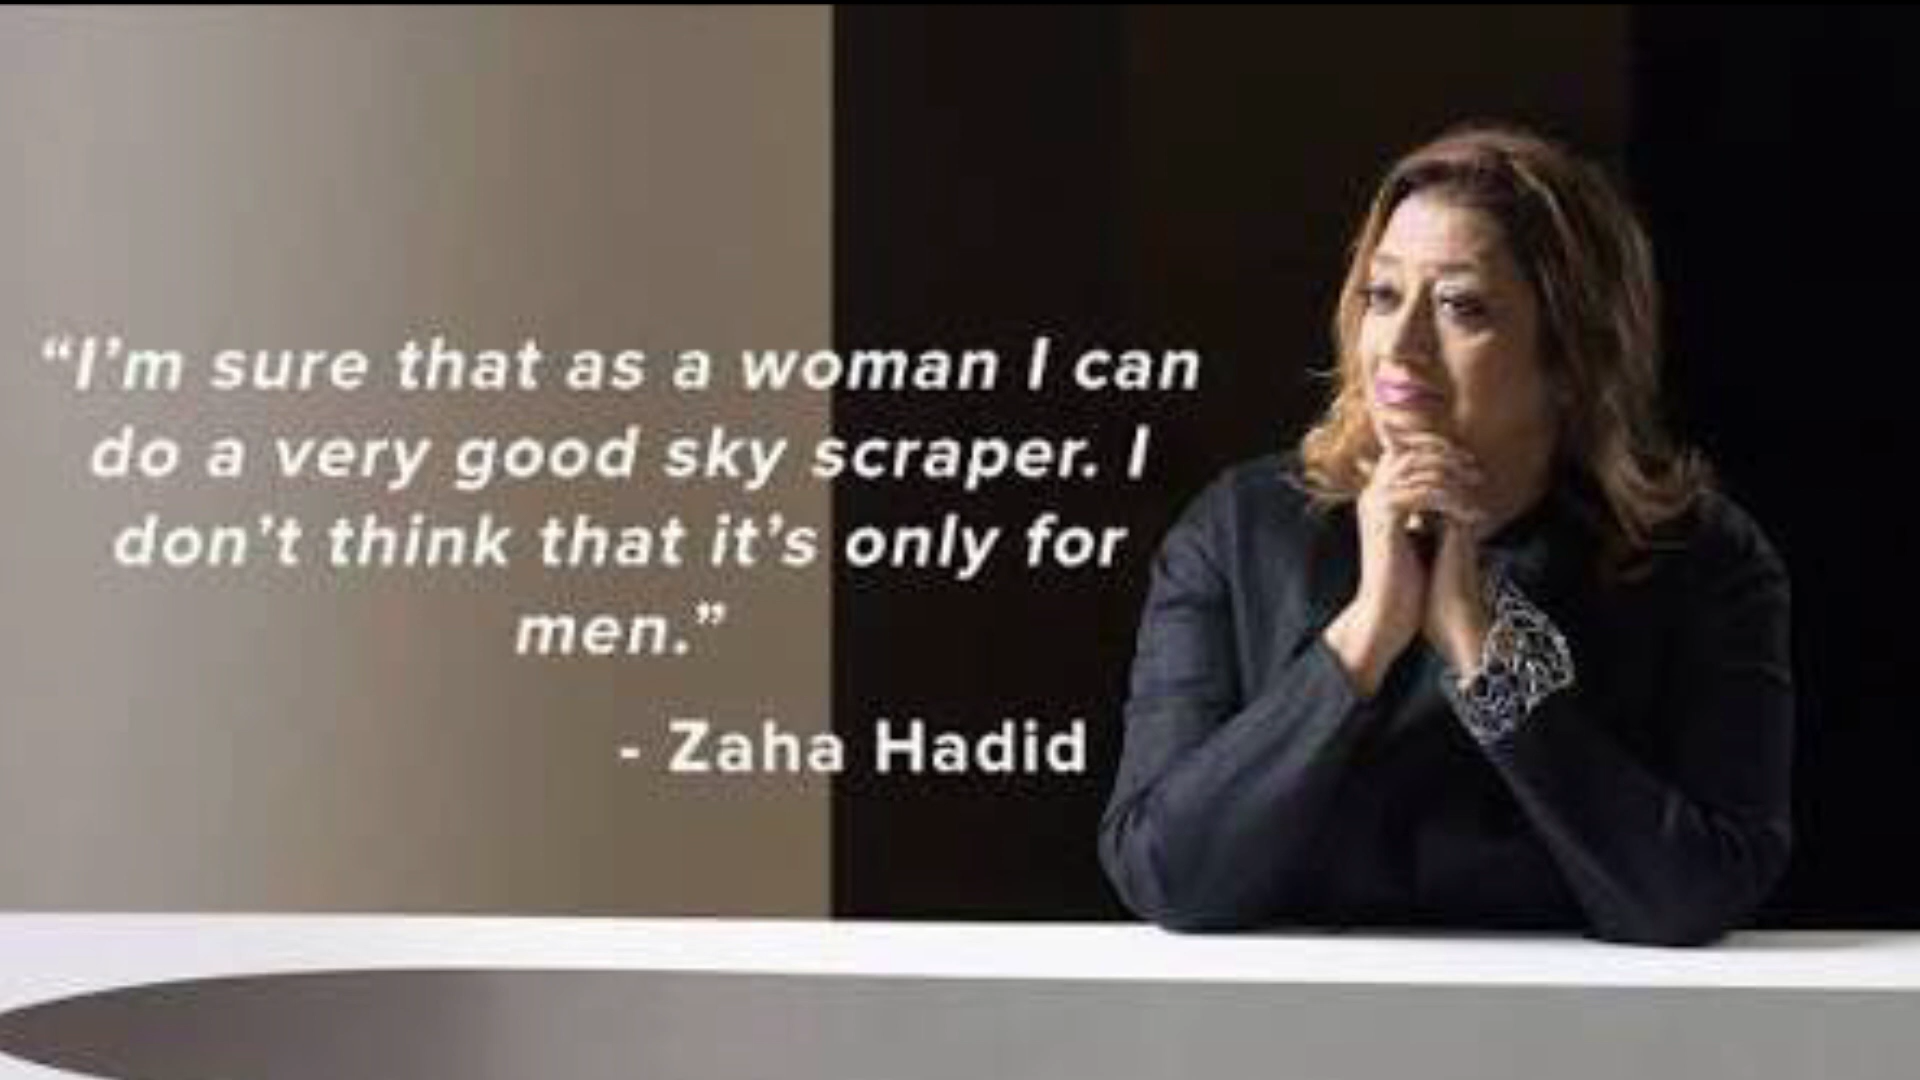 “I’m sure that as a woman I can
do a very good sky scraper. I
don’t think that it’s only for
men.”
- Zaha Hadid